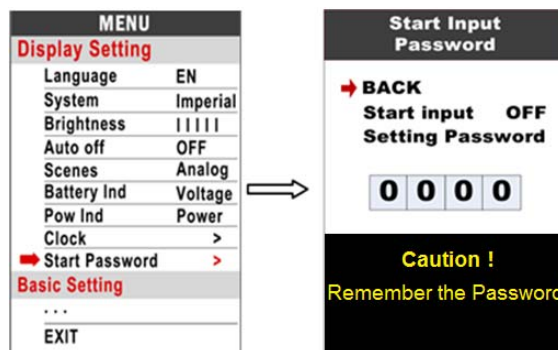 MENU
Display Setting
Language EN
System Imperial
Brightness | | | | |
Auto off OFF
Scenes Analog
Battery Ind Voltage
Pow Ind Power
Clock >
Start Password >
Basic Setting
...
EXIT
Start Input
Password
BACK
Start input OFF
Setting Password
0 0 0 0
Caution !
Remember the Password